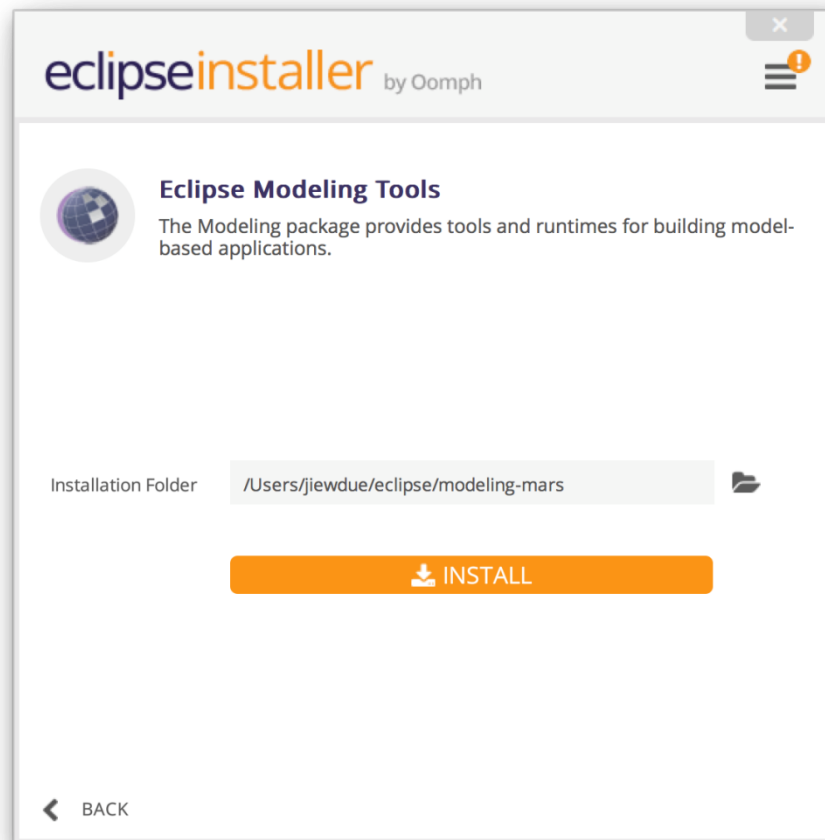 eclipseinstaller by Oomph
Eclipse Modeling Tools
The Modeling package provides tools and runtimes for building model-
based applications.
Installation Folder /Users/jiewdue/eclipse/modeling-mars
INSTALL
BACK